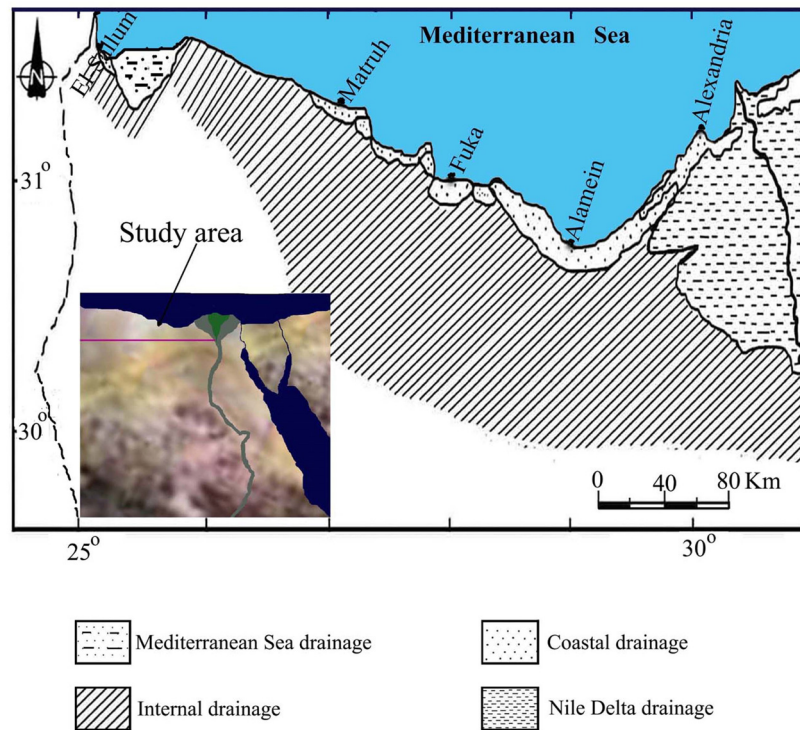 Mediterranean Sea
N
El-Sallum
Matruh
Fuka
Alamein
Alexandria
31°
Study area
30°
0 40 80 Km
25° 30°
Mediterranean Sea drainage
Coastal drainage
Internal drainage
Nile Delta drainage